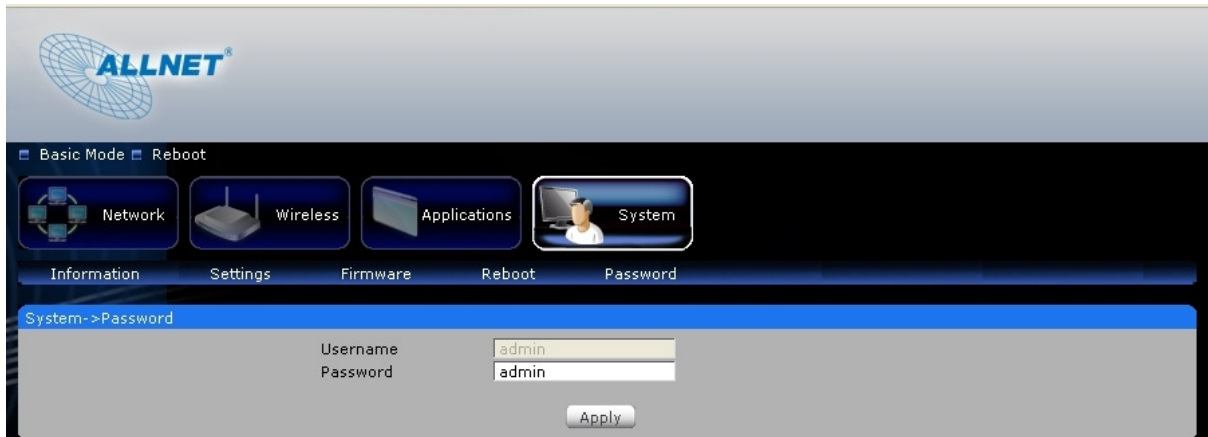 ALLNET®
Basic Mode Reboot
Network Wireless Applications System
Information Settings Firmware Reboot Password
System->Password
Username admin
Password admin
Apply